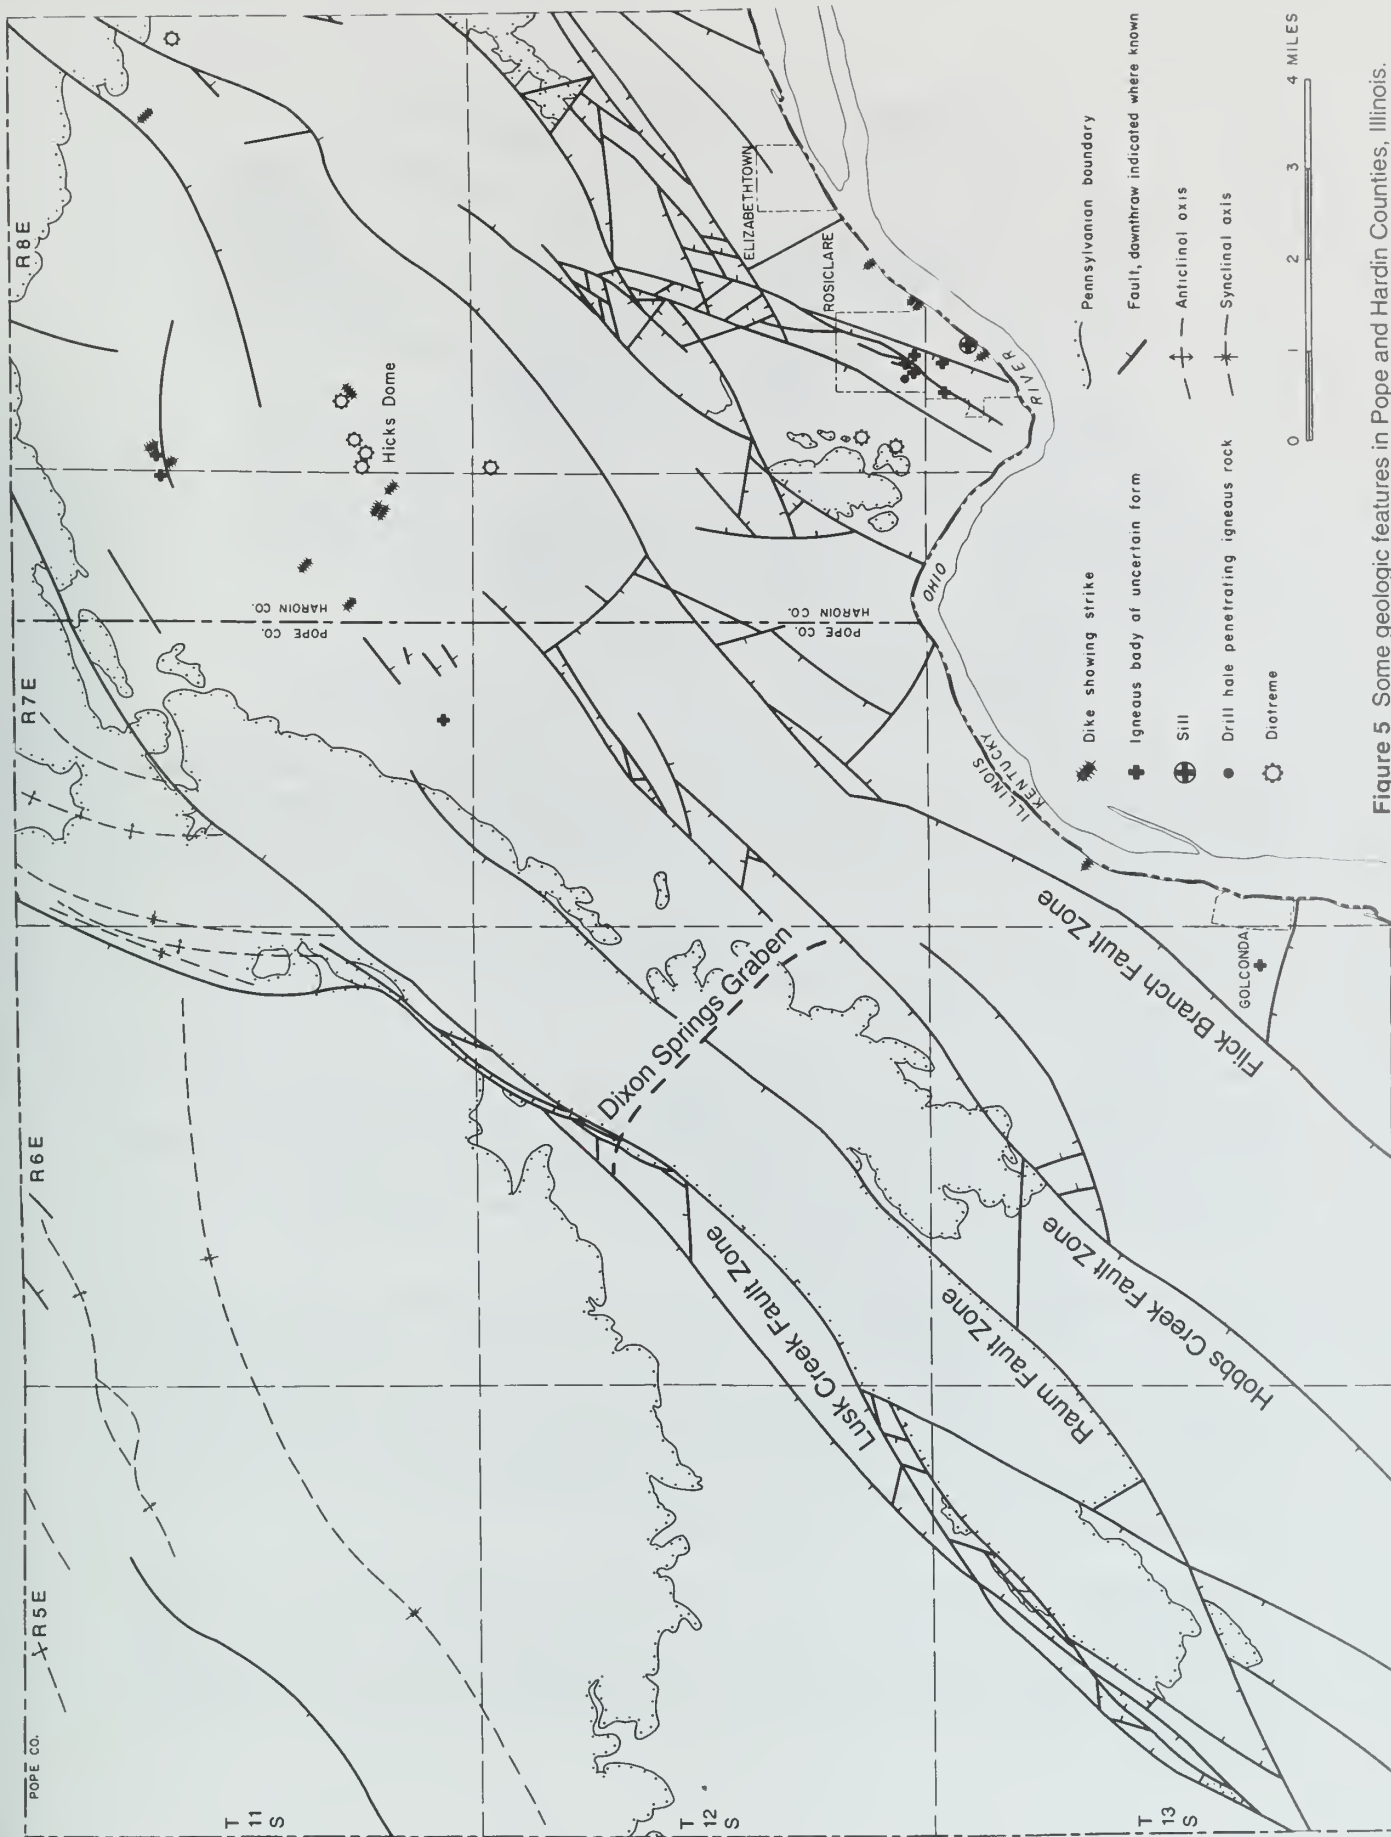 POPE CO.
R5E
R6E
R7E
R8E
T
11
S
T
12
S
T
13
S
POPE CO.
HARDIN CO.
Hicks Dome
Dixon Springs Graben
Lusk Creek Fault Zone
Raum Fault Zone
Hobbs Creek Fault Zone
Flick Branch Fault Zone
POPE CO.
HARDIN CO.
ELIZABETHTOWN
ROSICLARE
GOLCONDA
OHIO
RIVER
ILLINOIS
KENTUCKY
Dike showing strike
Igneous body of uncertain form
Sill
Drill hole penetrating igneous rock
Diatreme
Pennsylvanian boundary
Fault, downthrow indicated where known
Anticlinal axis
Synclinal axis
0 1 2 3 4 MILES
Figure 5 Some geologic features in Pope and Hardin Counties, Illinois.